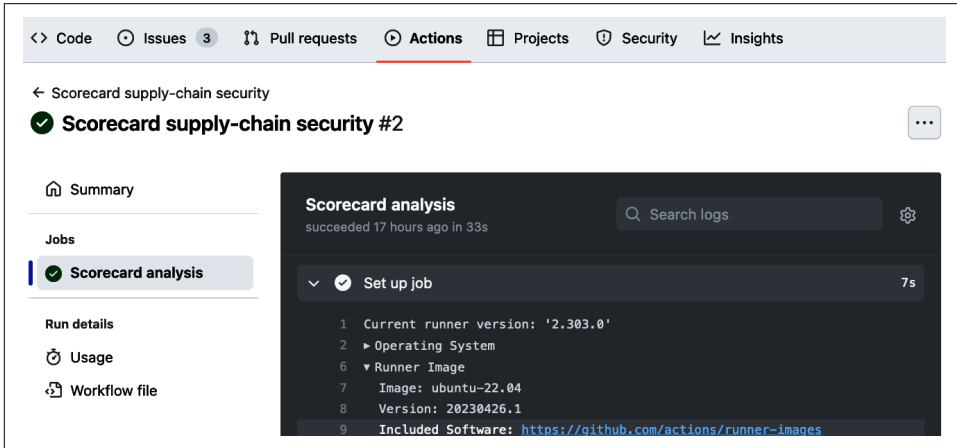 <> Code Issues 3 Pull requests Actions Projects Security Insights
← Scorecard supply-chain security
Scorecard supply-chain security #2
...
Summary
Jobs
Scorecard analysis
Run details
Usage
Workflow file
Scorecard analysis
succeeded 17 hours ago in 33s
Search logs
Set up job 7s
1 Current runner version: '2.303.0'
2 ▸ Operating System
6 ▾ Runner Image
7 Image: ubuntu-22.04
8 Version: 20230426.1
9 Included Software: https://github.com/actions/runner-images